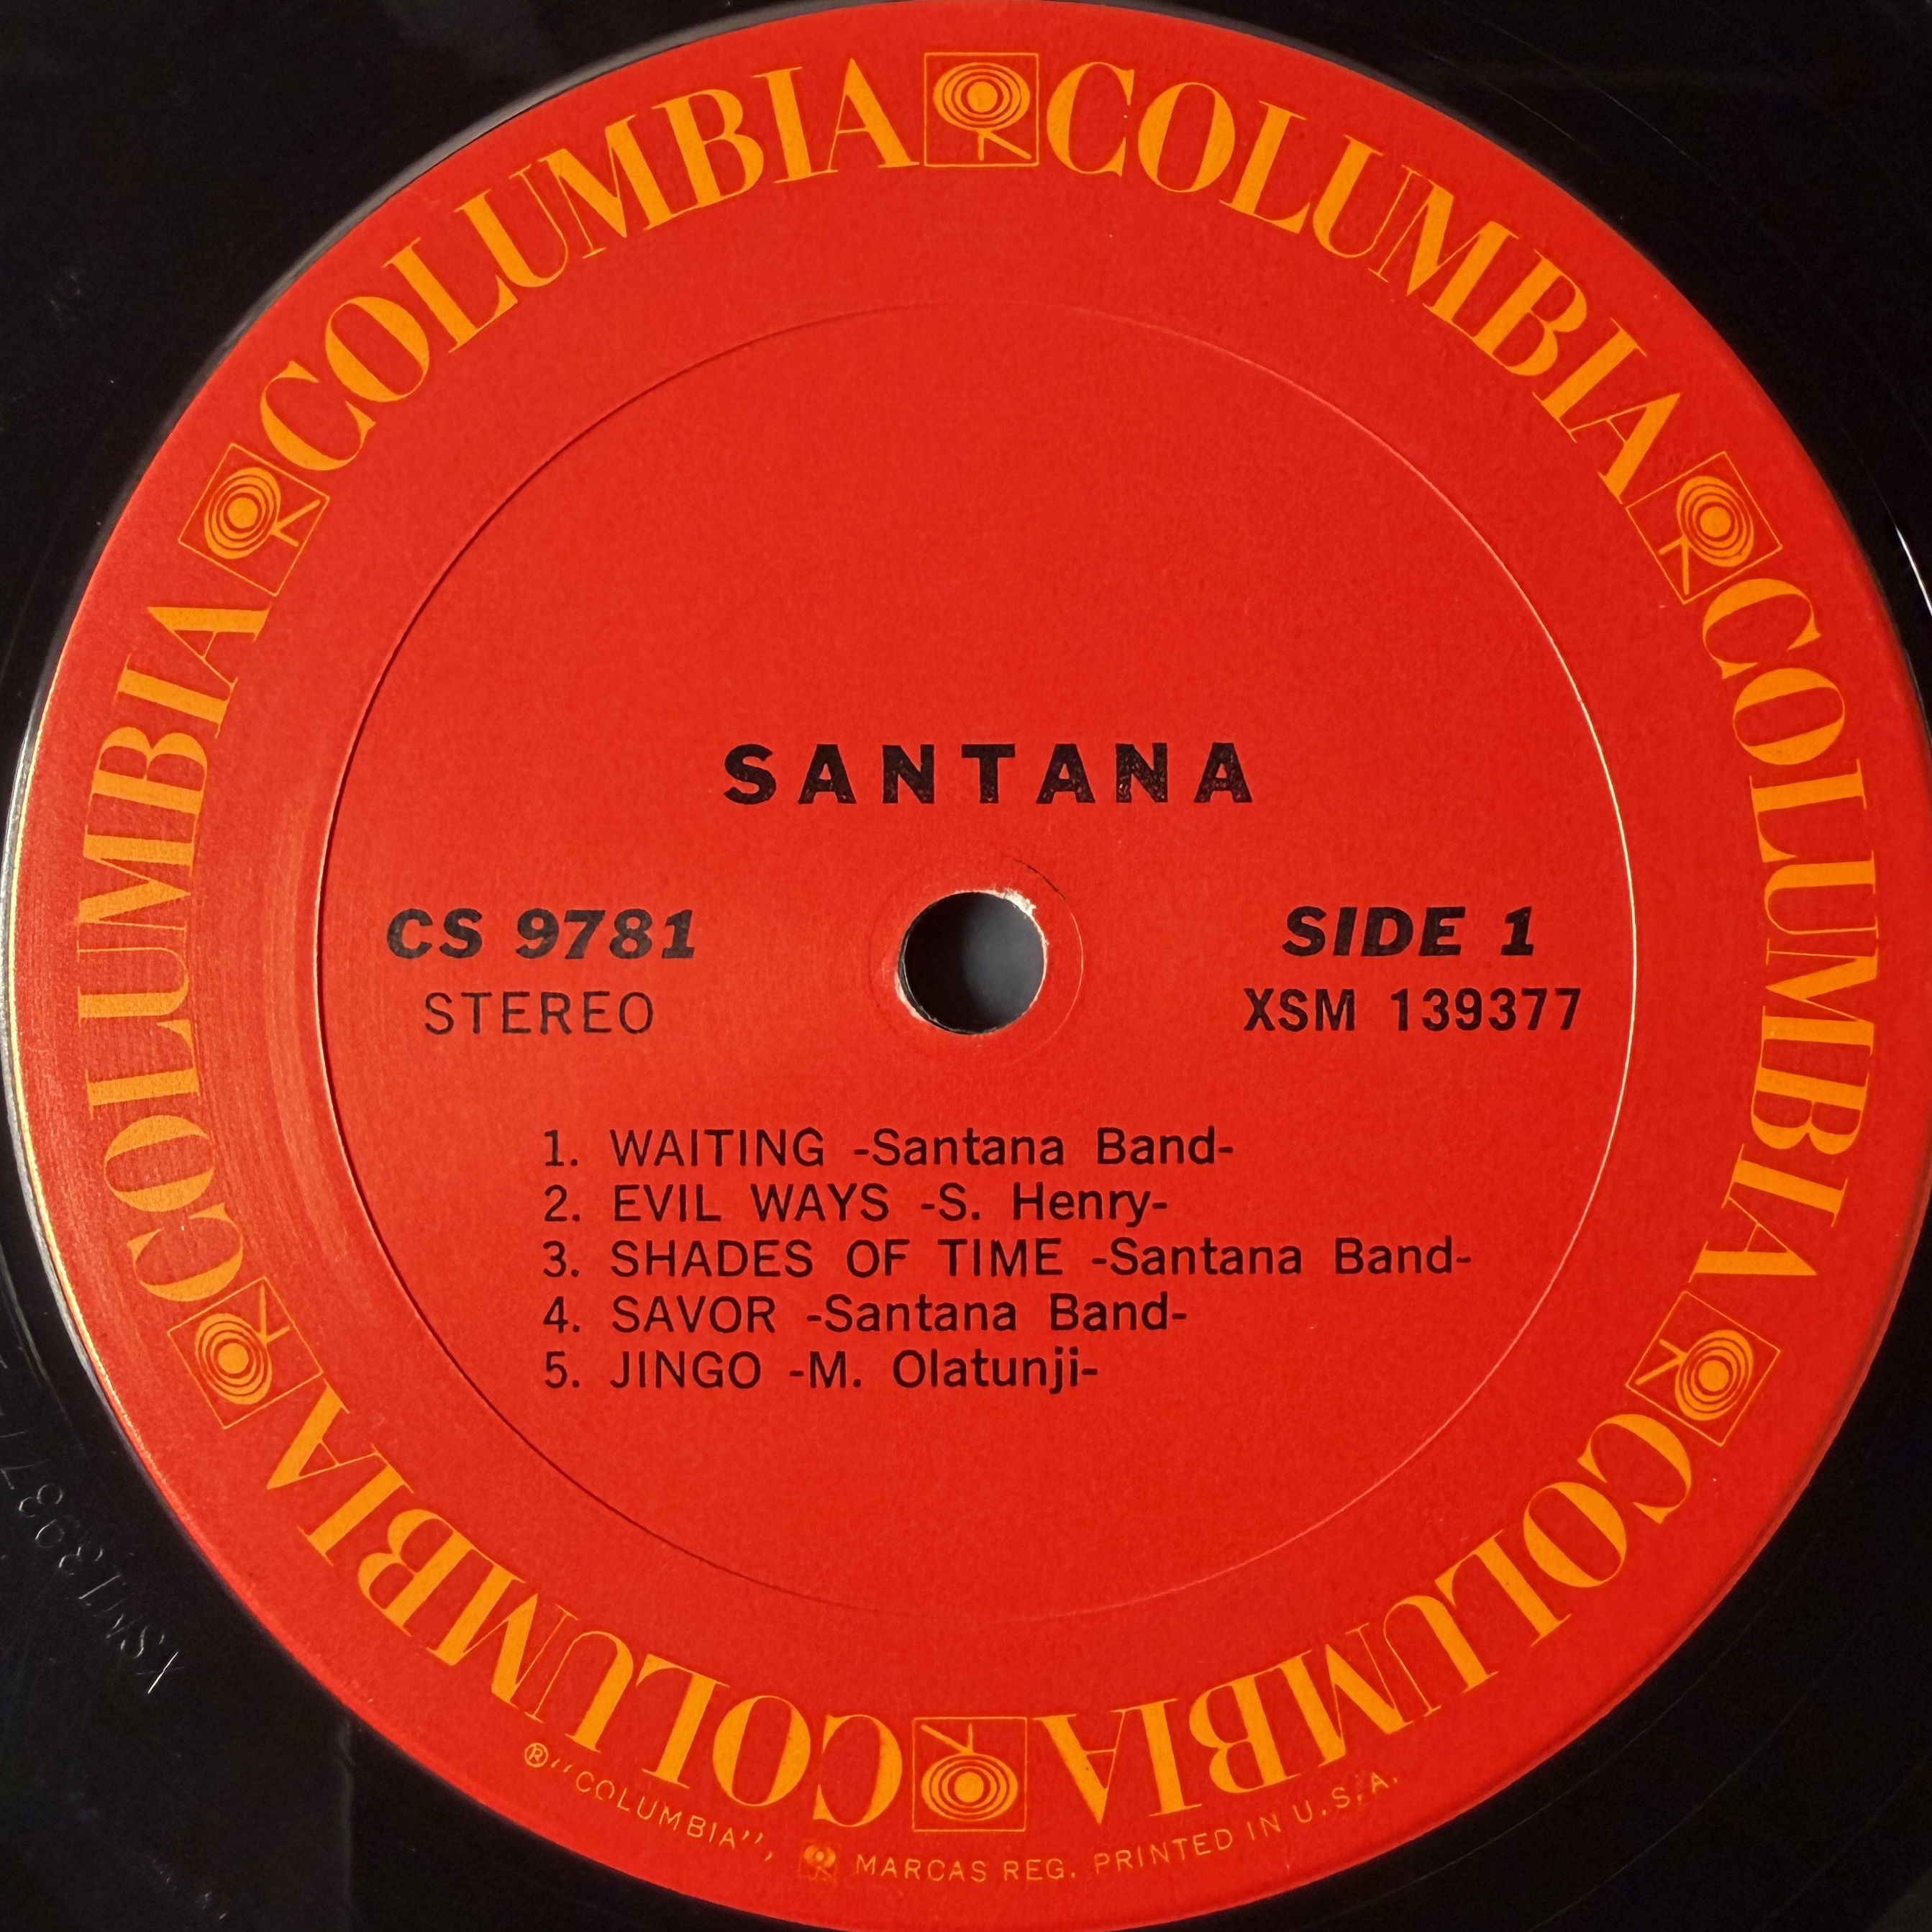 COLUMBIA COLUMBIA COLUMBIA COLUMBIA COLUMBIA COLUMBIA
SANTANA
CS 9781
STEREO
SIDE 1
XSM 139377
1. WAITING -Santana Band-
2. EVIL WAYS -S. Henry-
3. SHADES OF TIME -Santana Band-
4. SAVOR -Santana Band-
5. JINGO -M. Olatunji-
®"COLUMBIA", MARCAS REG. PRINTED IN U.S.A.